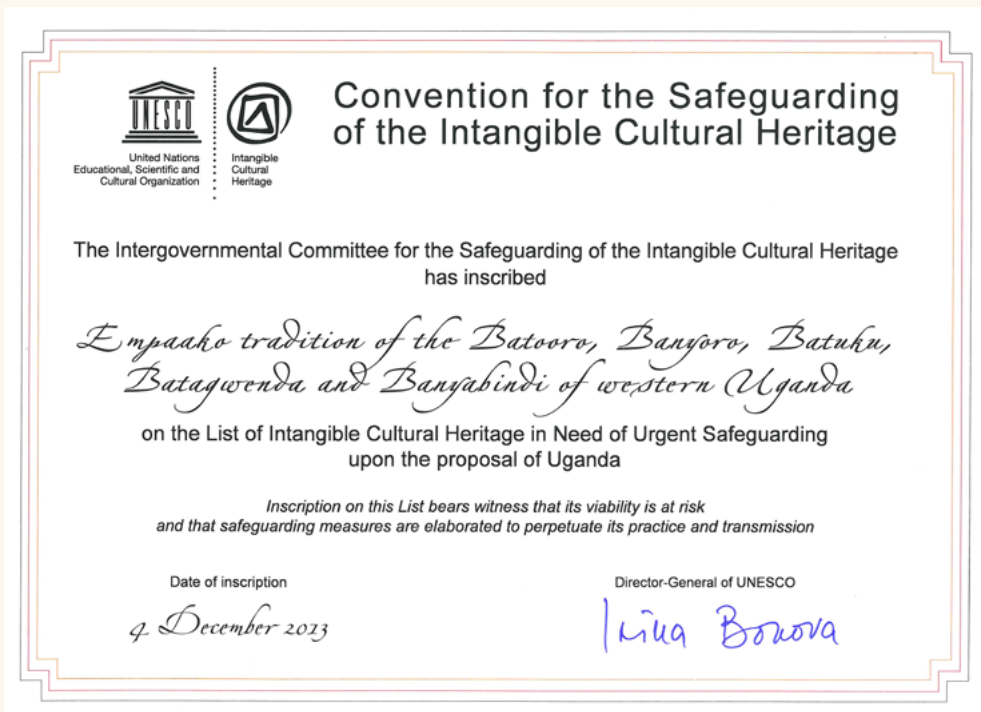 UNESCO
United Nations
Educational, Scientific and
Cultural Organization
Intangible
Cultural
Heritage
Convention for the Safeguarding
of the Intangible Cultural Heritage
The Intergovernmental Committee for the Safeguarding of the Intangible Cultural Heritage
has inscribed
Empaako tradition of the Batooro, Banyoro, Batuku,
Batagwenda and Banyabindi of western Uganda
on the List of Intangible Cultural Heritage in Need of Urgent Safeguarding
upon the proposal of Uganda
Inscription on this List bears witness that its viability is at risk
and that safeguarding measures are elaborated to perpetuate its practice and transmission
Date of inscription
4 December 2013
Director-General of UNESCO
Irina Bokova